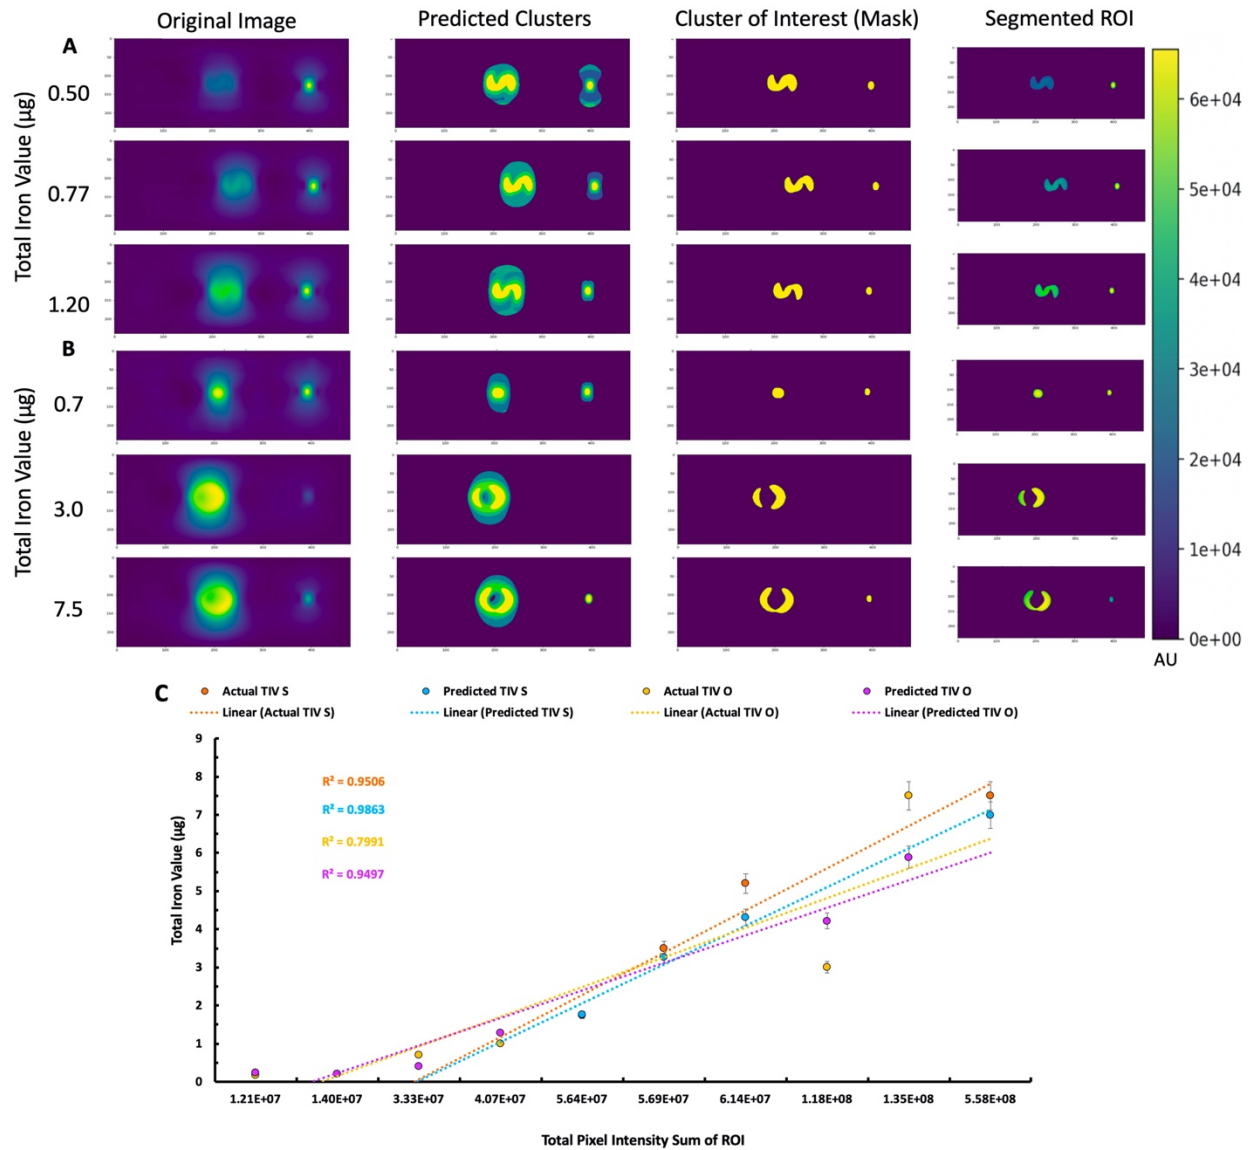 Original Image
Predicted Clusters
Cluster of Interest (Mask)
Segmented ROI
A
Total Iron Value (µg)
0.50
0.77
1.20
B
Total Iron Value (µg)
0.7
3.0
7.5
6e+04
5e+04
4e+04
3e+04
2e+04
1e+04
0e+00
AU
C
Actual TIV S
Predicted TIV S
Actual TIV O
Predicted TIV O
Linear (Actual TIV S)
Linear (Predicted TIV S)
Linear (Actual TIV O)
Linear (Predicted TIV O)
Total Iron Value (µg)
9
8
7
6
5
4
3
2
1
0
R² = 0.9506
R² = 0.9863
R² = 0.7991
R² = 0.9497
1.21E+07 1.40E+07 3.33E+07 4.07E+07 5.64E+07 5.69E+07 6.14E+07 1.18E+08 1.35E+08 5.58E+08
Total Pixel Intensity Sum of ROI